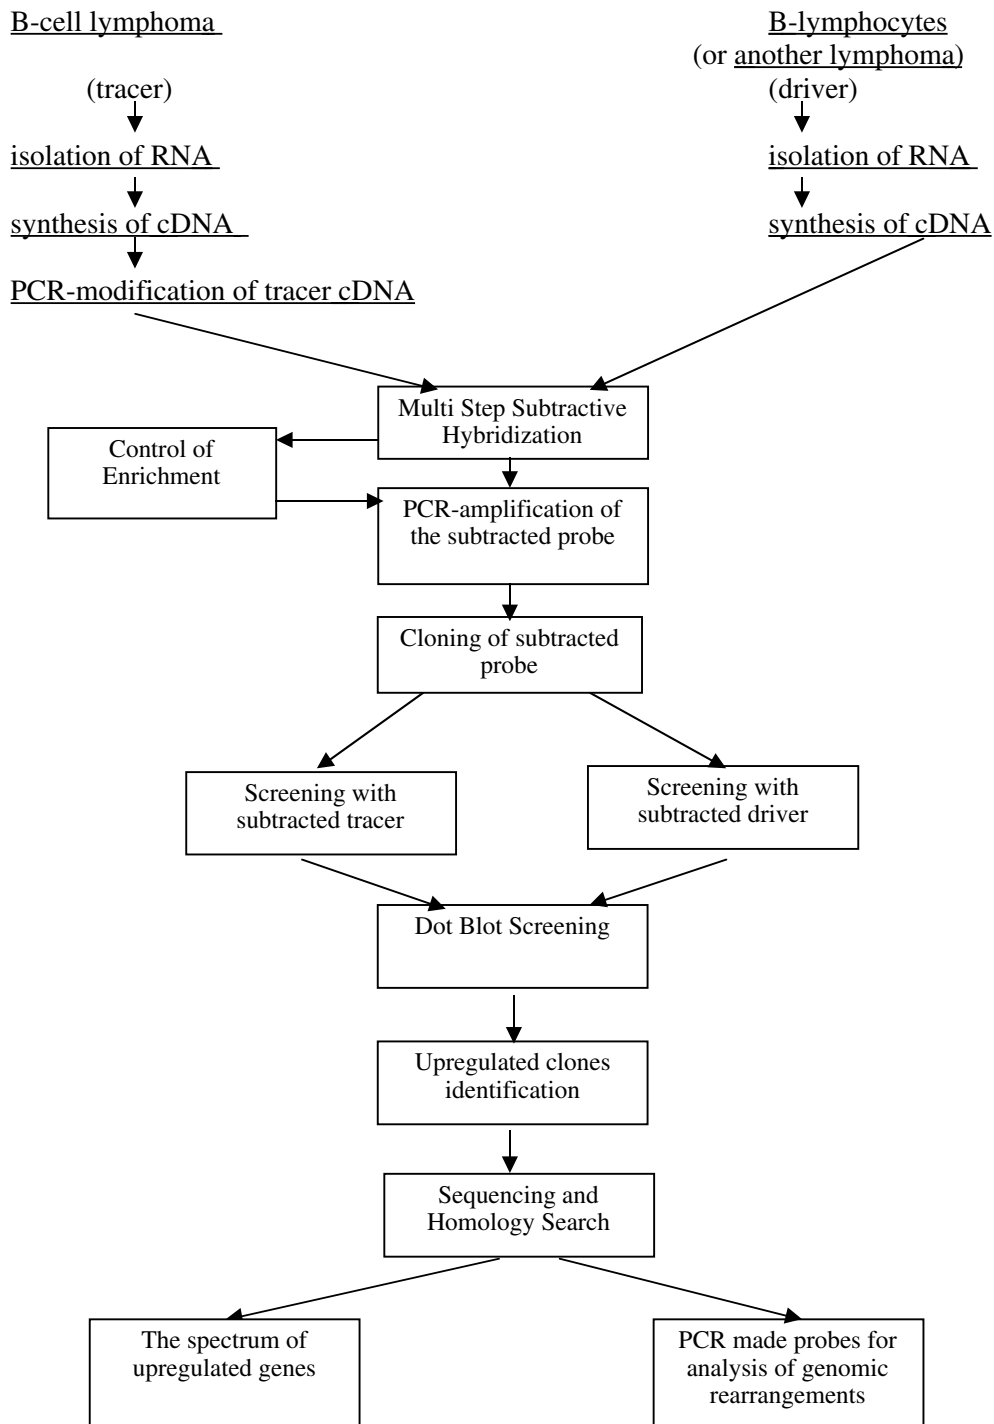 B-cell lymphoma
B-lymphocytes
(or another lymphoma)
(tracer)
(driver)
isolation of RNA
isolation of RNA
synthesis of cDNA
synthesis of cDNA
PCR-modification of tracer cDNA
Multi Step Subtractive
Hybridization
Control of
Enrichment
PCR-amplification of
the subtracted probe
Cloning of subtracted
probe
Screening with
subtracted tracer
Screening with
subtracted driver
Dot Blot Screening
Upregulated clones
identification
Sequencing and
Homology Search
The spectrum of
upregulated genes
PCR made probes for
analysis of genomic
rearrangements